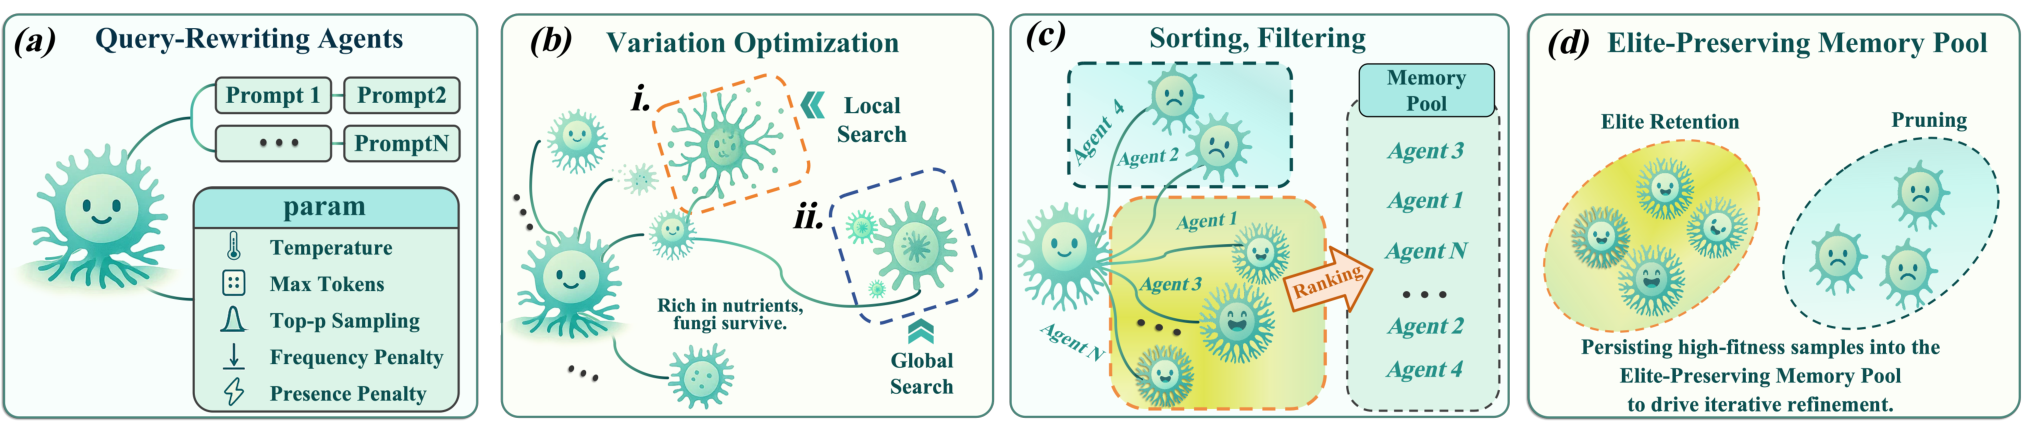 (a) Query-Rewriting Agents
Prompt 1
Prompt2
• • •
PromptN
param
Temperature
Max Tokens
Top-p Sampling
Frequency Penalty
Presence Penalty
(b) Variation Optimization
i.
Local
Search
ii.
Rich in nutrients,
fungi survive.
Global
Search
(c) Sorting, Filtering
Agent 4
Agent 2
Agent 1
Agent 3
Agent N
Ranking
Memory
Pool
Agent 3
Agent 1
Agent N
• • •
Agent 2
Agent 4
(d) Elite-Preserving Memory Pool
Elite Retention
Pruning
Persisting high-fitness samples into the
Elite-Preserving Memory Pool
to drive iterative refinement.